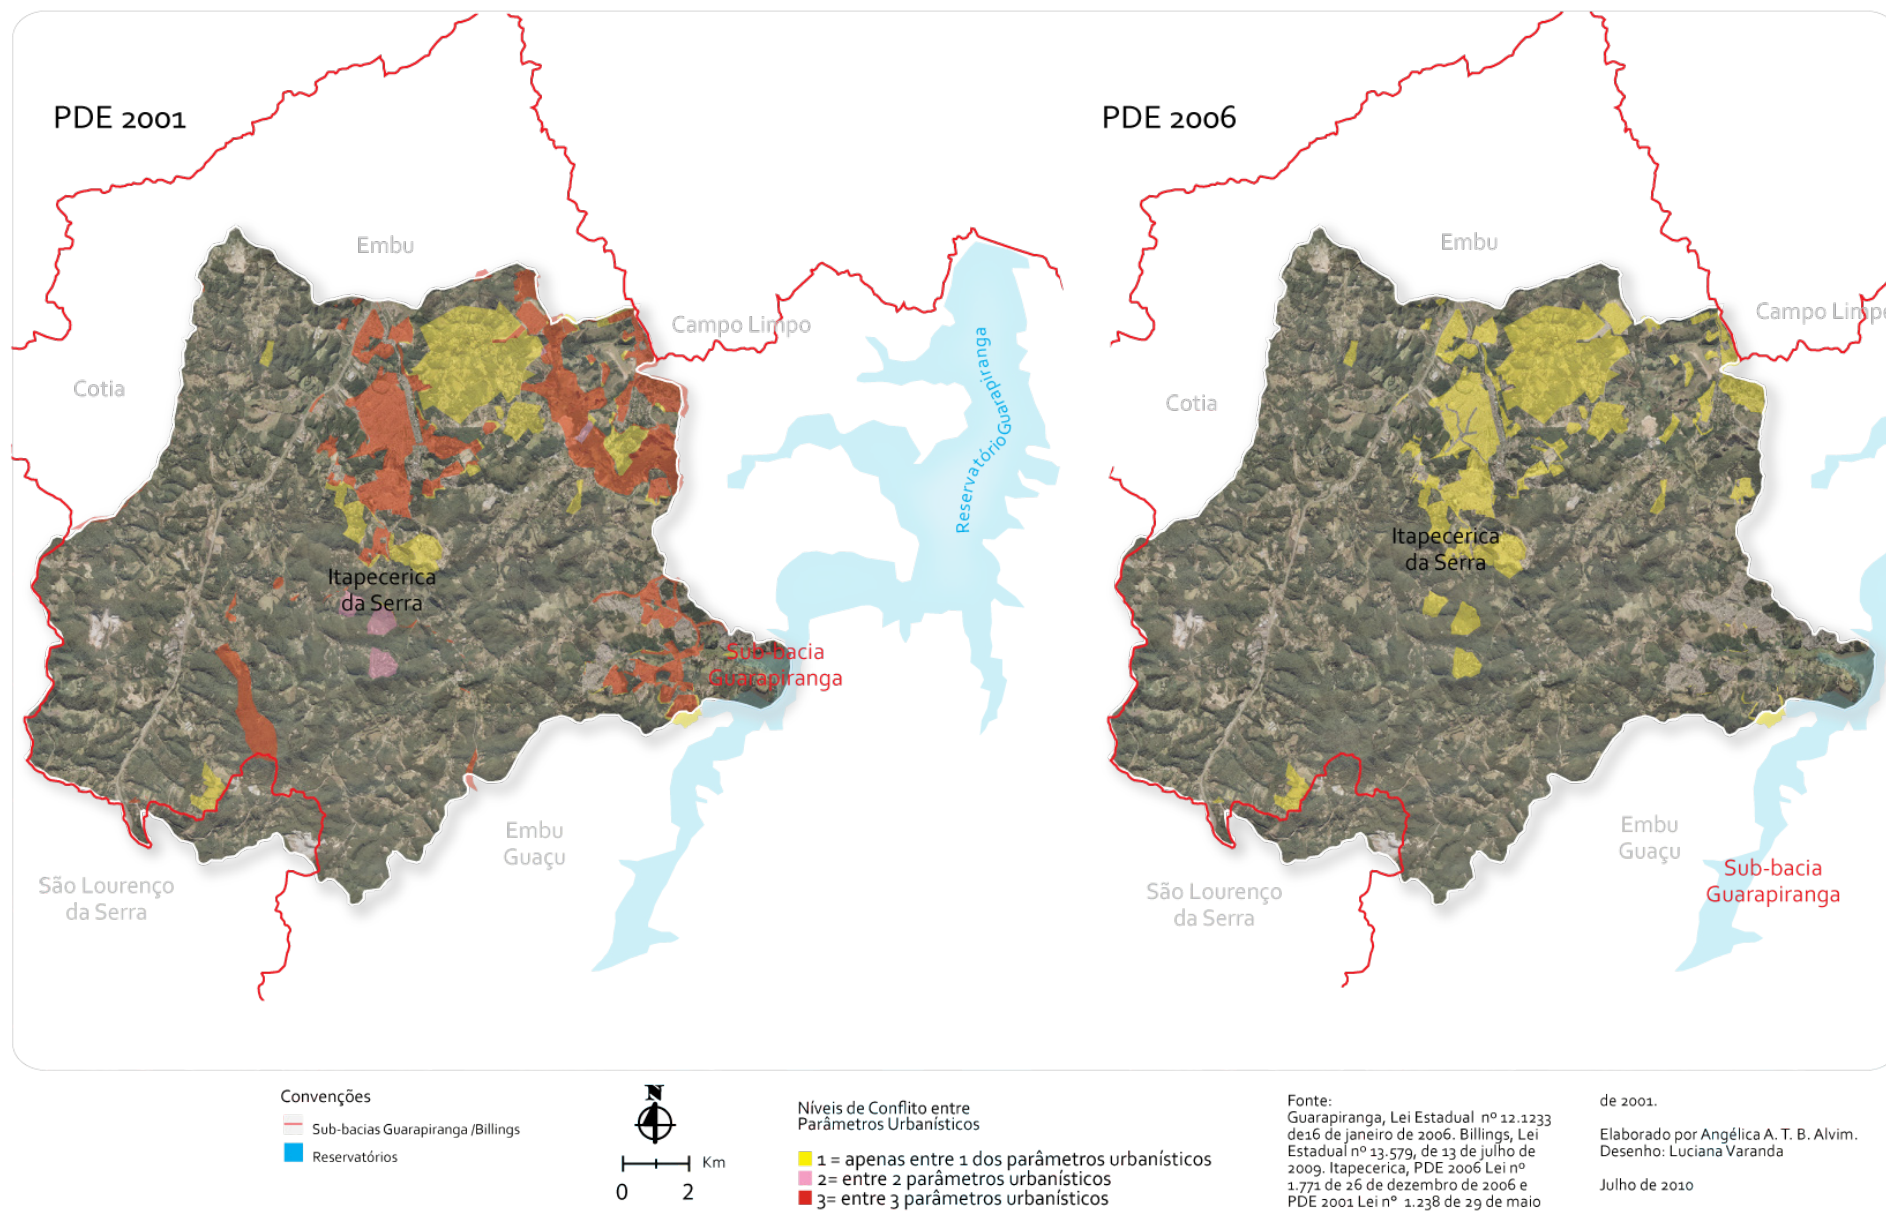 PDE 2001
Embu
Campo Limpo
Cotia
Reservatório Guarapiranga
Itapecerica
da Serra
Sub-bacia
Guarapiranga
Embu
Guaçu
São Lourenço
da Serra
PDE 2006
Embu
Campo Limpo
Cotia
Itapecerica
da Serra
Embu
Guaçu
Sub-bacia
Guarapiranga
São Lourenço
da Serra
Convenções
Sub-bacias Guarapiranga /Billings
Reservatórios
N
Km
0 2
Níveis de Conflito entre
Parâmetros Urbanísticos
1 = apenas entre 1 dos parâmetros urbanísticos
2= entre 2 parâmetros urbanísticos
3= entre 3 parâmetros urbanísticos
Fonte:
Guarapiranga, Lei Estadual nº 12.1233
de16 de janeiro de 2006. Billings, Lei
Estadual nº 13.579, de 13 de julho de
2009. Itapecerica, PDE 2006 Lei nº
1.771 de 26 de dezembro de 2006 e
PDE 2001 Lei nº 1.238 de 29 de maio
de 2001.
Elaborado por Angélica A. T. B. Alvim.
Desenho: Luciana Varanda
Julho de 2010